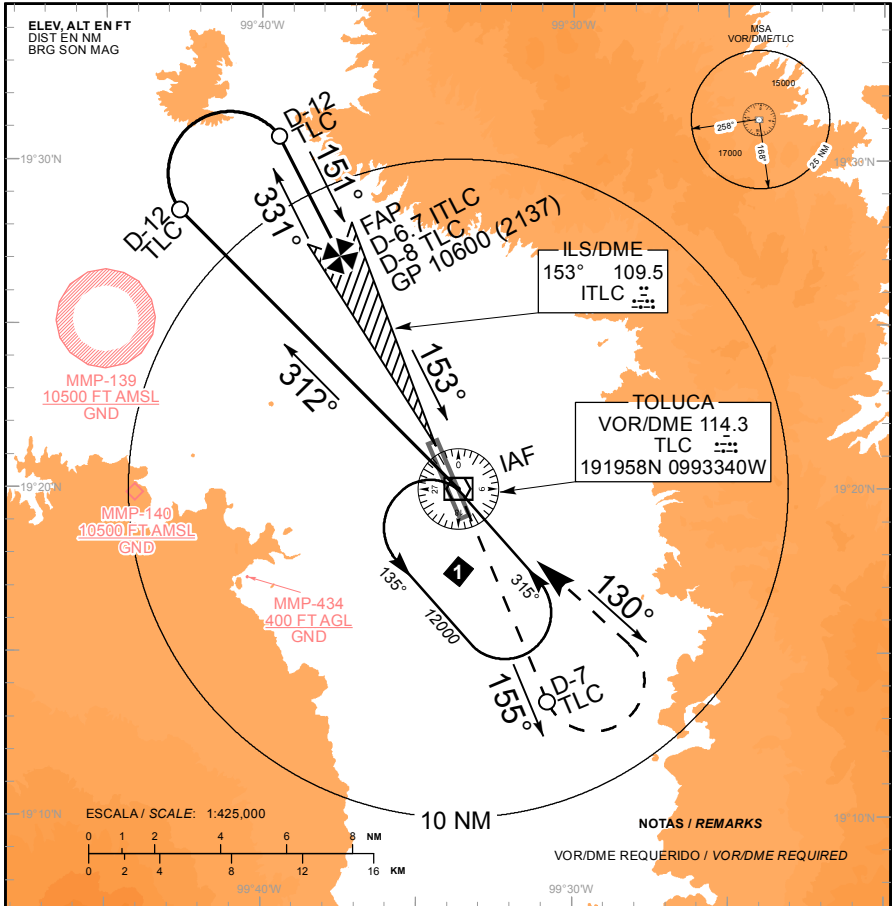 ELEV, ALT EN FT
DIST EN NM
BRG SON MAG
99°40'W
99°30'W
MSA
VOR/DME/TLC
15000
258°
168°
17000
25 NM
19°30'N
19°30'N
D-12
TLC
D-12
TLC
151°
331°
FAP
D-6.7 ITLC
D-8 TLC
GP 10600 (2137)
ILS/DME
153° 109.5
ITLC
MMP-139
10500 FT AMSL
GND
312°
153°
TOLUCA
VOR/DME 114.3
TLC
191958N 0993340W
IAF
0
9
27
19°20'N
19°20'N
MMP-140
10500 FT AMSL
GND
MMP-434
400 FT AGL
GND
1
135°
12000
315°
130°
155°
D-7
TLC
19°10'N
19°10'N
10 NM
ESCALA / SCALE: 1:425,000
0 1 2 4 6 8 NM
0 2 4 8 12 16 KM
NOTAS / REMARKS
VOR/DME REQUERIDO / VOR/DME REQUIRED
99°40'W
99°30'W